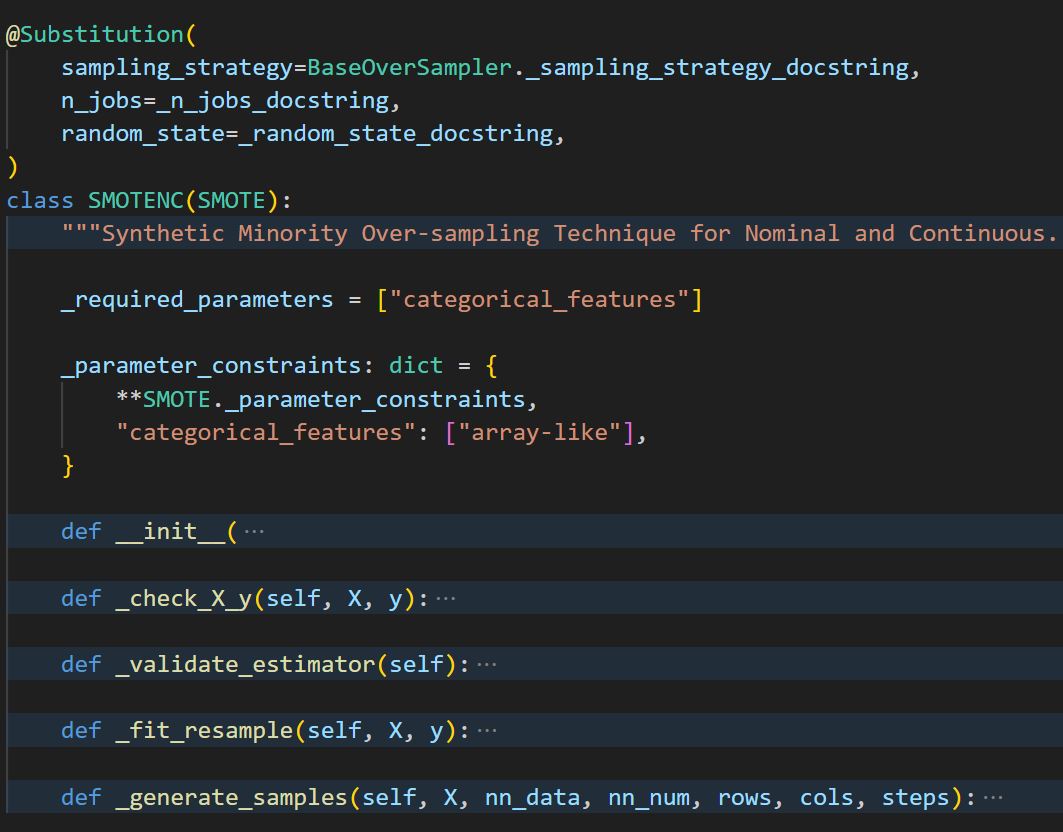 @Substitution(
    sampling_strategy=BaseOverSampler._sampling_strategy_docstring,
    n_jobs=_n_jobs_docstring,
    random_state=_random_state_docstring,
)
class SMOTENC(SMOTE):
    """Synthetic Minority Over-sampling Technique for Nominal and Continuous.
    _required_parameters = ["categorical_features"]
    _parameter_constraints: dict = {
        **SMOTE._parameter_constraints,
        "categorical_features": ["array-like"],
    }
    def __init__(···
    def _check_X_y(self, X, y):···
    def _validate_estimator(self):···
    def _fit_resample(self, X, y):···
    def _generate_samples(self, X, nn_data, nn_num, rows, cols, steps):···